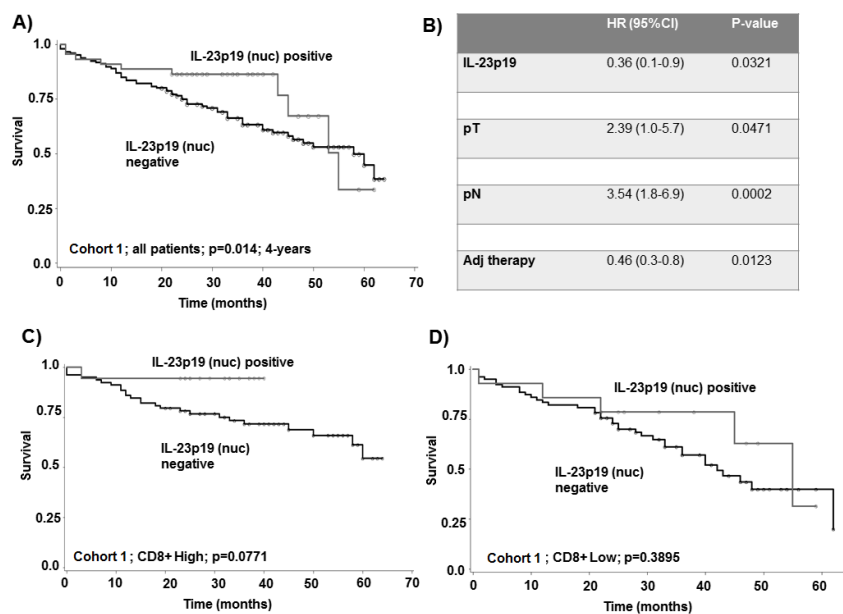 A)
1.0
0.75
0.5
0.25
0.0
Survival
IL-23p19 (nuc) positive
IL-23p19 (nuc)
negative
Cohort 1; all patients; p=0.014; 4-years
0 10 20 30 40 50 60 70
Time (months)
B)
HR (95%CI) P-value
IL-23p19 0.36 (0.1-0.9) 0.0321
pT 2.39 (1.0-5.7) 0.0471
pN 3.54 (1.8-6.9) 0.0002
Adj therapy 0.46 (0.3-0.8) 0.0123
C)
1.0
0.75
0.5
0.25
0.0
Survival
IL-23p19 (nuc) positive
IL-23p19 (nuc)
negative
Cohort 1; CD8+ High; p=0.0771
0 10 20 30 40 50 60 70
Time (months)
D)
1.0
0.75
0.5
0.25
0.0
Survival
IL-23p19 (nuc) positive
IL-23p19 (nuc)
negative
Cohort 1; CD8+ Low; p=0.3895
0 10 20 30 40 50 60
Time (months)